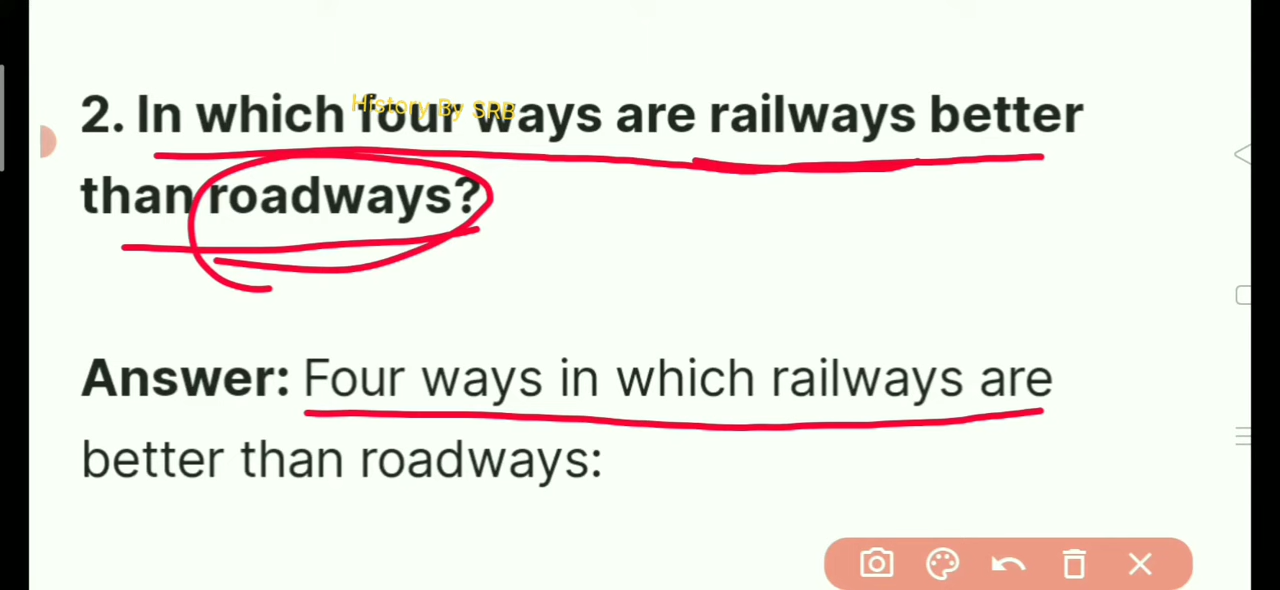 History By SRB
2. In which four ways are railways better
than roadways?
Answer: Four ways in which railways are
better than roadways: